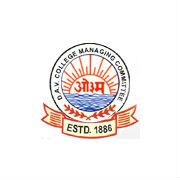 D.A.V. COLLEGE MANAGING COMMITTEE
ओ३म्
ESTD. 1886